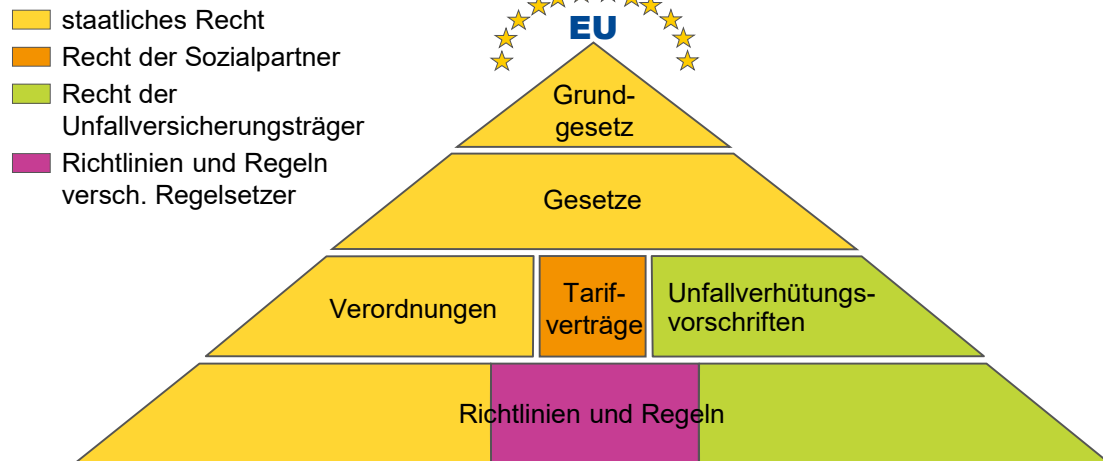 staatliches Recht
Recht der Sozialpartner
Recht der
Unfallversicherungsträger
Richtlinien und Regeln
versch. Regelsetzer
EU
Grund-
gesetz
Gesetze
Verordnungen
Tarif-
verträge
Unfallverhütungs-
vorschriften
Richtlinien und Regeln